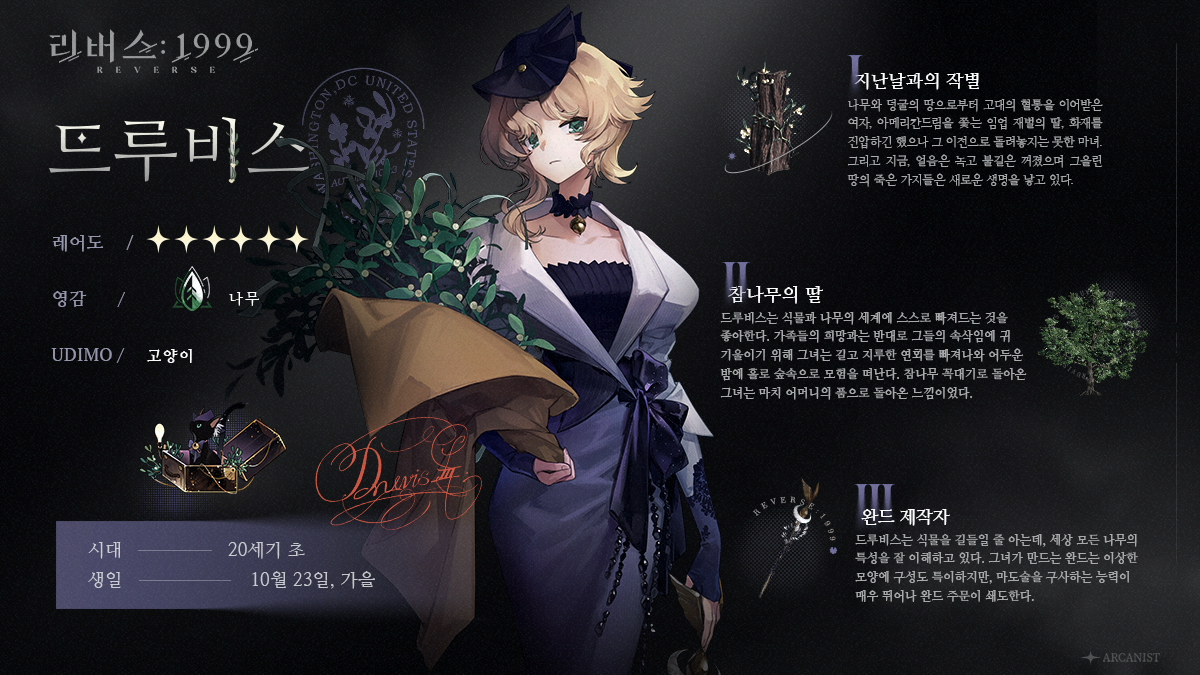 리버스:1999
REVERSE
WASHINGTON,DC UNITED STATES
드루비스
레어도 /
영감 / 나무
UDIMO / 고양이
Druvis III
시대 20세기 초
생일 10월 23일, 가을
I
지난날과의 작별
나무와 덩굴의 땅으로부터 고대의 혈통을 이어받은
여자, 아메리칸드림을 쫓는 임업 재벌의 딸, 화재를
진압하긴 했으나 그 이전으로 돌려놓지는 못한 마녀.
그리고 지금, 얼음은 녹고 불길은 꺼졌으며 그을린
땅의 죽은 가지들은 새로운 생명을 낳고 있다.
II
참나무의 딸
드루비스는 식물과 나무의 세계에 스스로 빠져드는 것을
좋아한다. 가족들의 희망과는 반대로 그들의 속삭임에 귀
기울이기 위해 그녀는 길고 지루한 연회를 빠져나와 어두운
밤에 홀로 숲속으로 모험을 떠난다. 참나무 꼭대기로 돌아온
그녀는 마치 어머니의 품으로 돌아온 느낌이었다.
REVERSE:1999
III
완드 제작자
드루비스는 식물을 길들일 줄 아는데, 세상 모든 나무의
특성을 잘 이해하고 있다. 그녀가 만드는 완드는 이상한
모양에 구성도 특이하지만, 마도술을 구사하는 능력이
매우 뛰어나 완드 주문이 쇄도한다.
ARCANIST